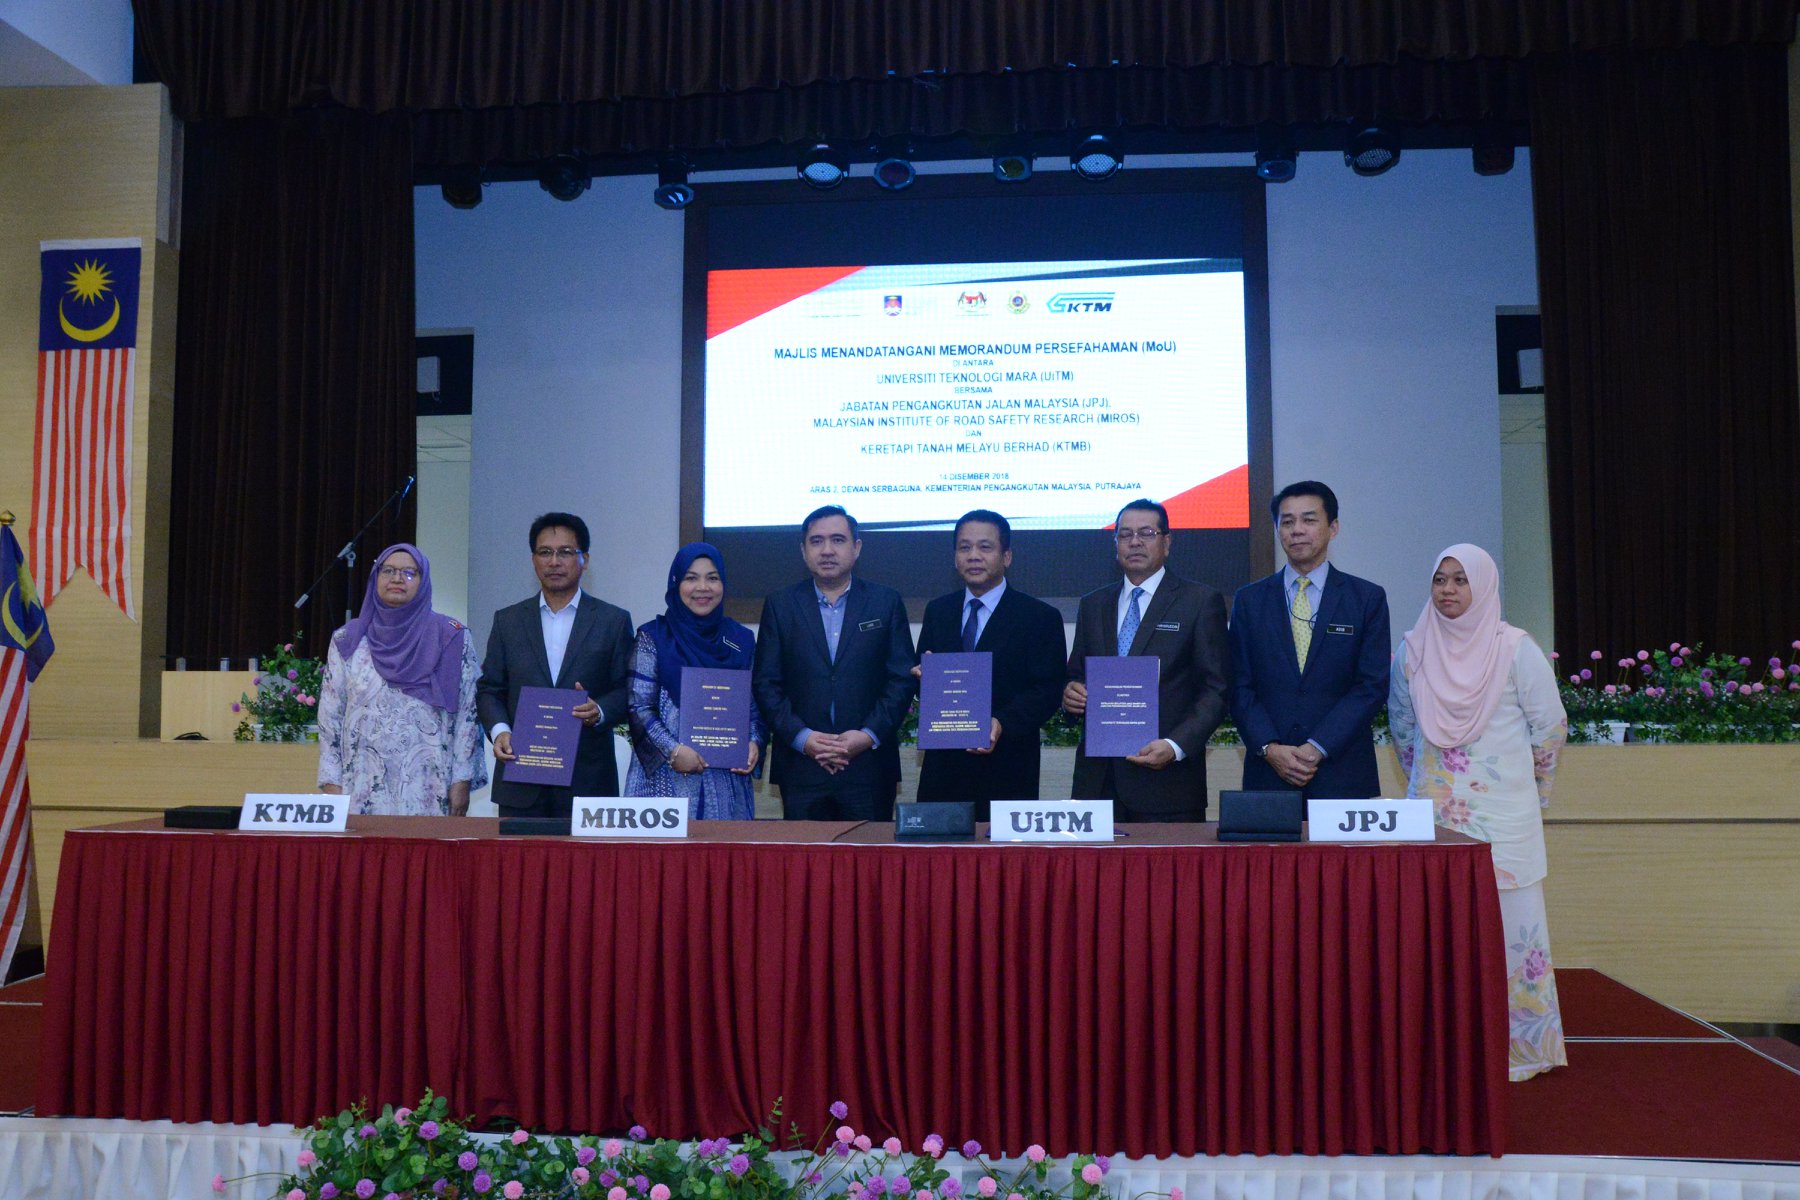 KTM
MAJLIS MENANDATANGANI MEMORANDUM PERSEFAHAMAN (MoU)
DI ANTARA
UNIVERSITI TEKNOLOGI MARA (UiTM)
BERSAMA
JABATAN PENGANGKUTAN JALAN MALAYSIA (JPJ),
MALAYSIAN INSTITUTE OF ROAD SAFETY RESEARCH (MIROS)
DAN
KERETAPI TANAH MELAYU BERHAD (KTMB)
14 DISEMBER 2018
ARAS 2, DEWAN SERBAGUNA, KEMENTERIAN PENGANGKUTAN MALAYSIA, PUTRAJAYA
KTMB
MIROS
UiTM
JPJ